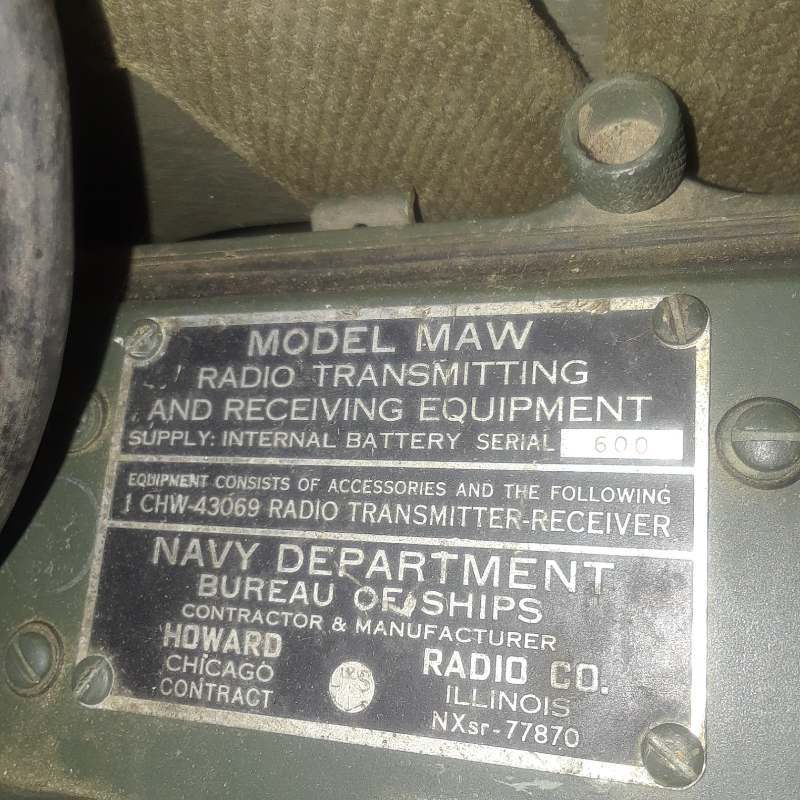 MODEL MAW
RADIO TRANSMITTING
AND RECEIVING EQUIPMENT
SUPPLY: INTERNAL BATTERY SERIAL 600
EQUIPMENT CONSISTS OF ACCESSORIES AND THE FOLLOWING
1 CHW-43069 RADIO TRANSMITTER-RECEIVER
NAVY DEPARTMENT
BUREAU OF SHIPS
CONTRACTOR & MANUFACTURER
HOWARD RADIO CO.
CHICAGO ILLINOIS
CONTRACT NXsr-77870